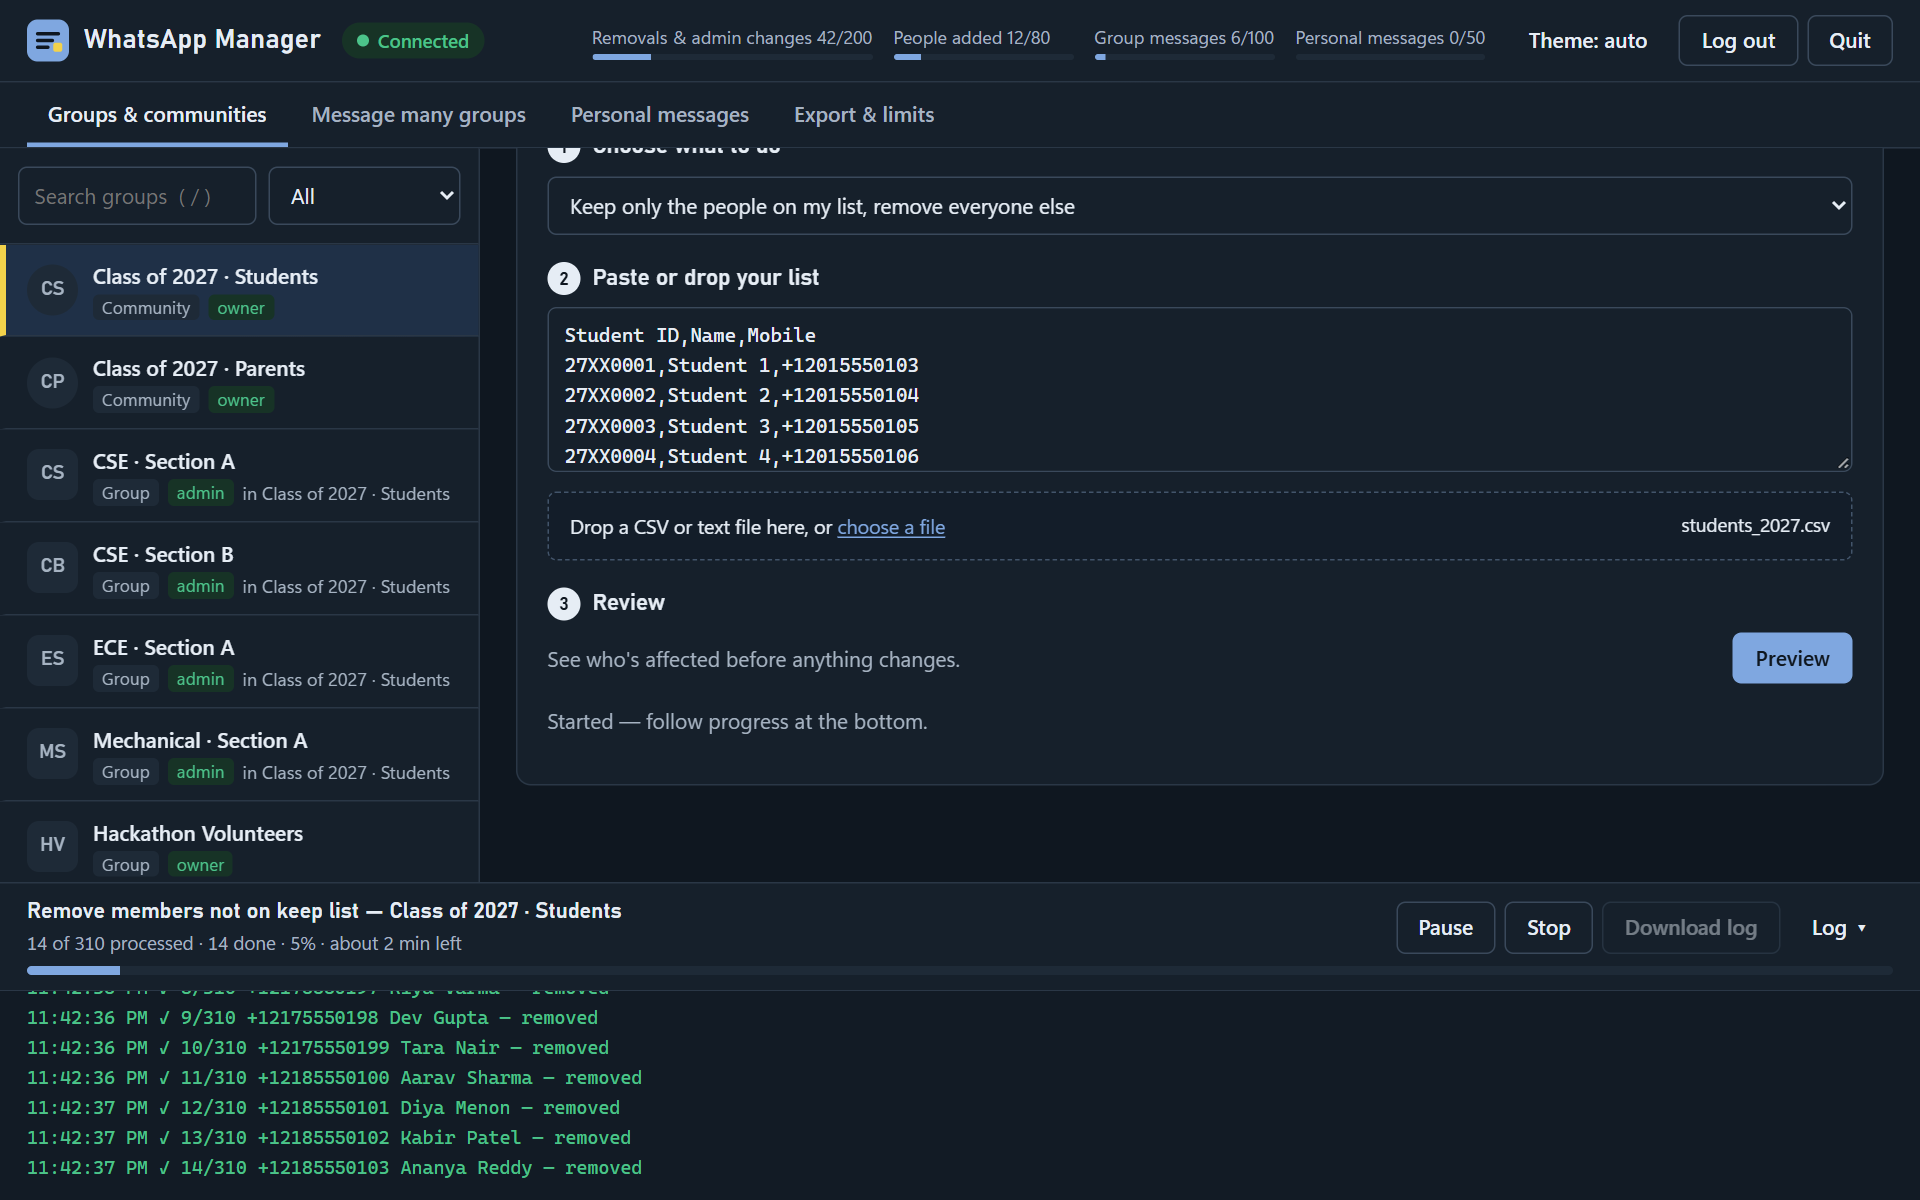 WhatsApp Manager
Connected
Removals & admin changes 42/200
People added 12/80
Group messages 6/100
Personal messages 0/50
Theme: auto
Log out
Quit
Groups & communities
Message many groups
Personal messages
Export & limits
Search groups ( / )
All
CS
Class of 2027 · Students
Community owner
CP
Class of 2027 · Parents
Community owner
CS
CSE · Section A
Group admin in Class of 2027 · Students
CB
CSE · Section B
Group admin in Class of 2027 · Students
ES
ECE · Section A
Group admin in Class of 2027 · Students
MS
Mechanical · Section A
Group admin in Class of 2027 · Students
HV
Hackathon Volunteers
Group owner
1 Choose what to do
Keep only the people on my list, remove everyone else
2 Paste or drop your list
Student ID,Name,Mobile
27XX0001,Student 1,+12015550103
27XX0002,Student 2,+12015550104
27XX0003,Student 3,+12015550105
27XX0004,Student 4,+12015550106
Drop a CSV or text file here, or choose a file
students_2027.csv
3 Review
See who's affected before anything changes.
Preview
Started — follow progress at the bottom.
Remove members not on keep list — Class of 2027 · Students
14 of 310 processed · 14 done · 5% · about 2 min left
Pause
Stop
Download log
Log ▾
11:42:36 PM ✓ 9/310 +12175550198 Dev Gupta — removed
11:42:36 PM ✓ 10/310 +12175550199 Tara Nair — removed
11:42:36 PM ✓ 11/310 +12185550100 Aarav Sharma — removed
11:42:37 PM ✓ 12/310 +12185550101 Diya Menon — removed
11:42:37 PM ✓ 13/310 +12185550102 Kabir Patel — removed
11:42:37 PM ✓ 14/310 +12185550103 Ananya Reddy — removed